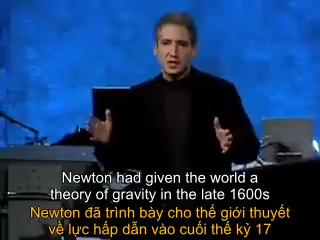 Newton had given the world a
theory of gravity in the late 1600s
Newton đã trình bày cho thế giới thuyết
về lực hấp dẫn vào cuối thế kỷ 17